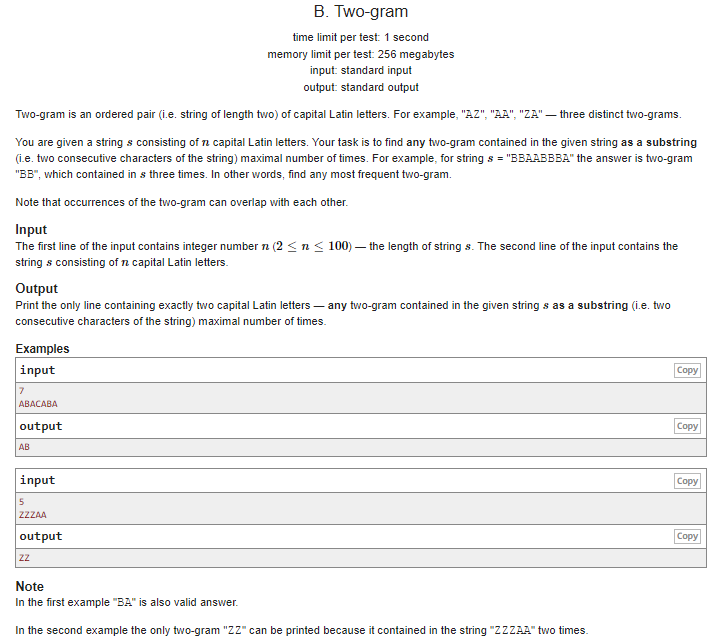 B. Two-gram
time limit per test: 1 second
memory limit per test: 256 megabytes
input: standard input
output: standard output
Two-gram is an ordered pair (i.e. string of length two) of capital Latin letters. For example, "AZ", "AA", "ZA" — three distinct two-grams.
You are given a string s consisting of n capital Latin letters. Your task is to find any two-gram contained in the given string as a substring
(i.e. two consecutive characters of the string) maximal number of times. For example, for string s = "BBAABBBA" the answer is two-gram
"BB", which contained in s three times. In other words, find any most frequent two-gram.
Note that occurrences of the two-gram can overlap with each other.
Input
The first line of the input contains integer number n (2 ≤ n ≤ 100) — the length of string s. The second line of the input contains the
string s consisting of n capital Latin letters.
Output
Print the only line containing exactly two capital Latin letters — any two-gram contained in the given string s as a substring (i.e. two
consecutive characters of the string) maximal number of times.
Examples
input Copy
7
ABACABA
output Copy
AB
input Copy
5
ZZZAA
output Copy
ZZ
Note
In the first example "BA" is also valid answer.
In the second example the only two-gram "ZZ" can be printed because it contained in the string "ZZZAA" two times.